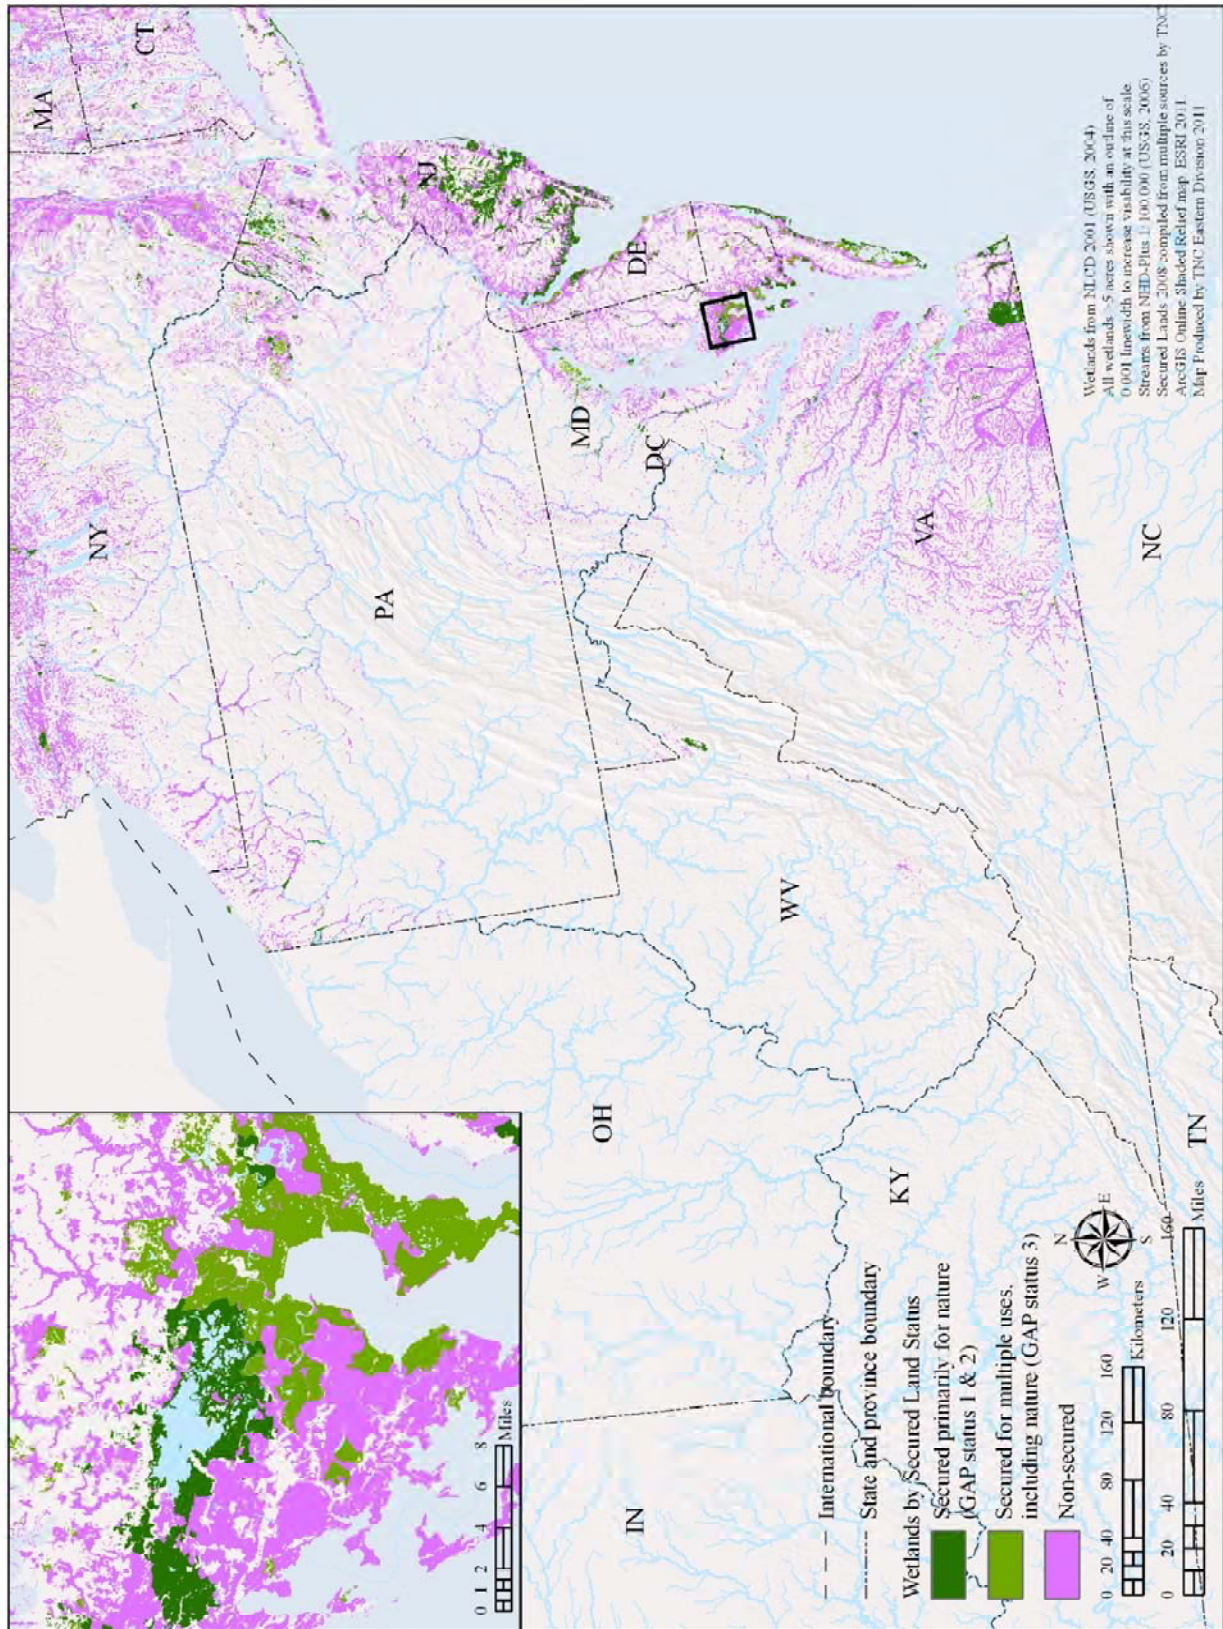 MA
CT
NY
NJ
PA
DE
MD
DC
OH
WV
VA
IN
KY
NC
TN
0 1 2 4 6 8
Miles
International boundary
State and province boundary
Wetlands by Secured Land Status
Secured primarily for nature
(GAP status 1 & 2)
Secured for multiple uses.
including nature (GAP status 3)
Non-secured
N
W E
S
0 20 40 80 120 160
Kilometers
0 20 40 80 120 160
Miles
Wetlands from NLCD 2001 (USGS, 2004)
All wetlands >5 acres shown with an outline of
0.001 linewidth to increase visability at this scale.
Streams from NHD-Plus 1:100,000 (USGS, 2006)
Secured Lands 2008 compiled from multiple sources by TNC
ArcGIS Online Shaded Relief map, ESRI 2011
Map Produced by TNC Eastern Division 2011